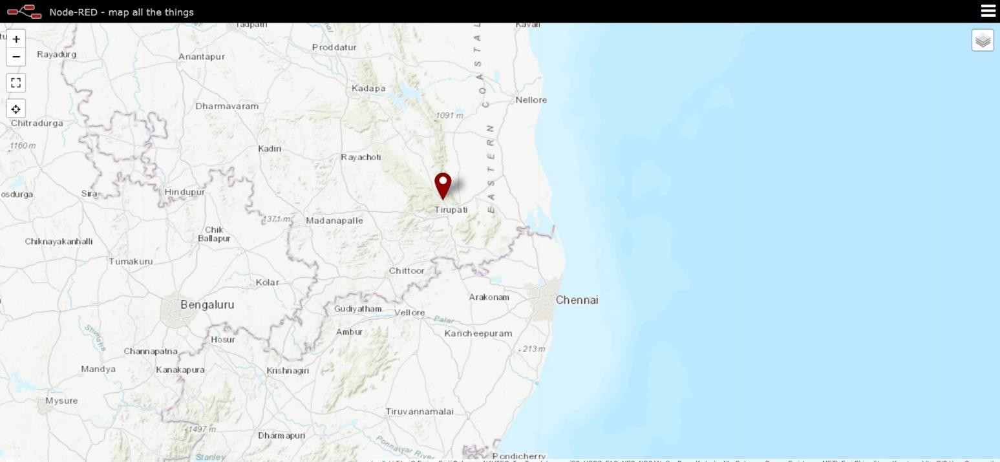 Node-RED - map all the things
Tadpatri
Kavali
Proddatur
Rayadurg
Anantapur
Kadapa
Nellore
Dharmavaram
1091 m
Chitradurga
EASTERN COASTAL
1160 m
Kadiri
Rayachoti
Hindupur
osdurga
Sira
Tirupati
1371 m
Madanapalle
Chik
Ballapur
Chiknayakanhalli
Tumakuru
Chittoor
Kolar
Arakonam
Chennai
Bengaluru
Gudiyatham
Vellore
Palar
Shimsha
Ambur
Kancheepuram
Hosur
213 m
Channapatna
Mandya
Kanakapura
Krishnagiri
Mysure
Tiruvannamalai
1497 m
Dharmapuri
Ponnaiyar River
Stanley
Pondicherry